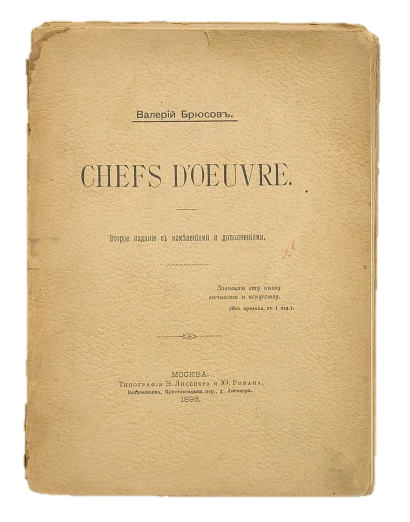 Валерій Брюсовъ.
CHEFS D'OEUVRE.
Второе изданіе съ измѣненіями и дополненіями.
Завѣщаю эту книгу
вѣчности и искусству.
(Изъ предисл. къ 1 изд.).
МОСКВА.
Типографія Э. Лисснера и Ю. Романа,
Воздвиженка, Крестовоздвиж. пер., д. Лисснера.
1896.